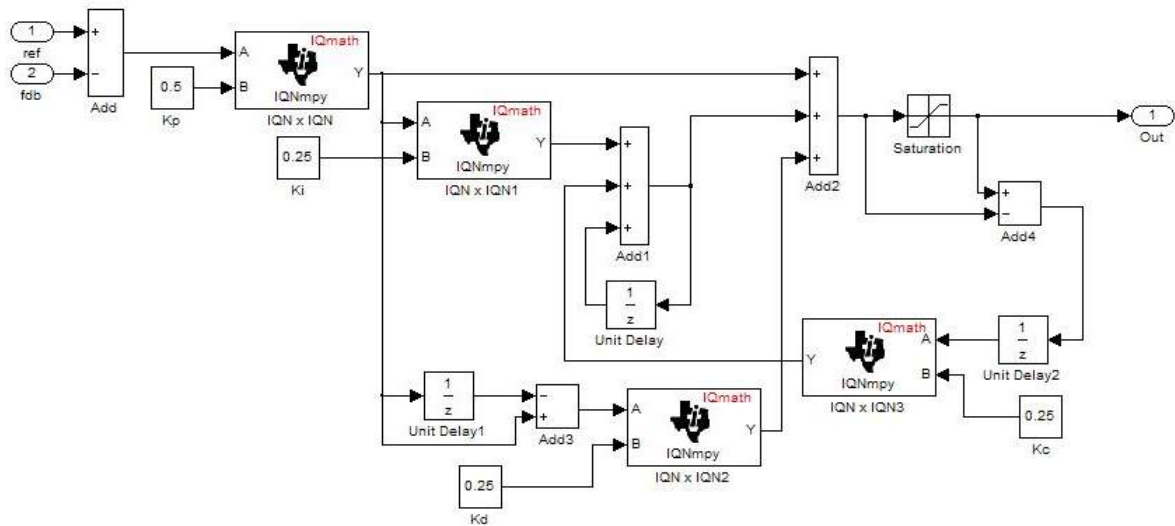 1
ref
2
fdb
+
−
Add
0.5
Kp
IQmath
A
B
Y
IQNmpy
IQN x IQN
0.25
Ki
IQmath
A
B
Y
IQNmpy
IQN x IQN1
+
+
+
Add1
1
z
Unit Delay
+
+
+
Add2
Saturation
1
Out
+
−
Add4
1
z
Unit Delay2
IQmath
A
B
Y
IQNmpy
IQN x IQN3
0.25
Kc
1
z
Unit Delay1
−
+
Add3
IQmath
A
B
Y
IQNmpy
IQN x IQN2
0.25
Kd